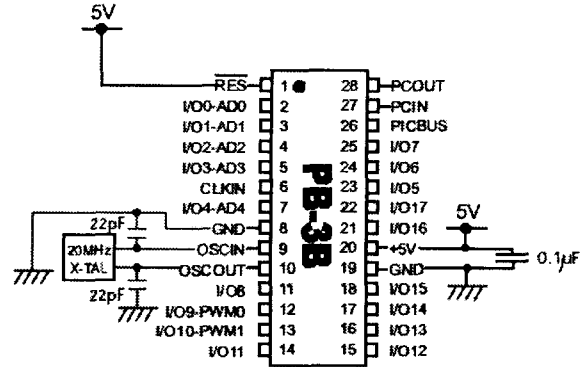 5V
RES 1 28 PCOUT
I/O0-AD0 2 27 PCIN
I/O1-AD1 3 26 PICBUS
I/O2-AD2 4 25 I/O7
I/O3-AD3 5 24 I/O6
CLKIN 6 23 I/O5
I/O4-AD4 7 22 I/O17
22pF GND 8 21 I/O16 5V
20MHz X-TAL OSCIN 9 20 +5V
OSCOUT 10 19 GND 0.1µF
22pF I/O8 11 18 I/O15
I/O9-PWM0 12 17 I/O14
I/O10-PWM1 13 16 I/O13
I/O11 14 15 I/O12
PB-3B